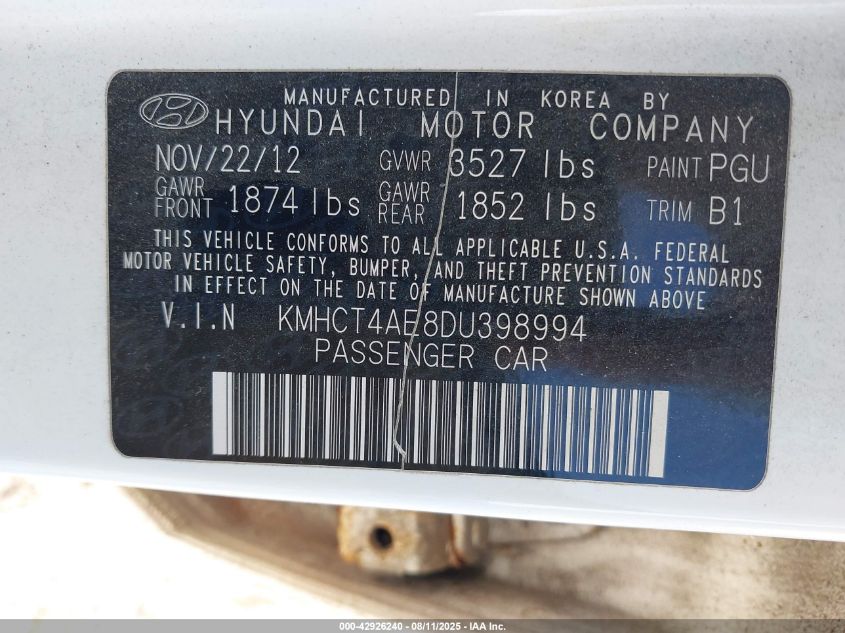 MANUFACTURED IN KOREA BY
HYUNDAI MOTOR COMPANY
NOV/22/12 GVWR 3527 lbs PAINT PGU
GAWR FRONT 1874 lbs GAWR REAR 1852 lbs TRIM B1
THIS VEHICLE CONFORMS TO ALL APPLICABLE U.S.A. FEDERAL
MOTOR VEHICLE SAFETY, BUMPER, AND THEFT PREVENTION STANDARDS
IN EFFECT ON THE DATE OF MANUFACTURE SHOWN ABOVE
V.I.N KMHCT4AE8DU398994
PASSENGER CAR
000-42926240 - 08/11/2025 - IAA Inc.